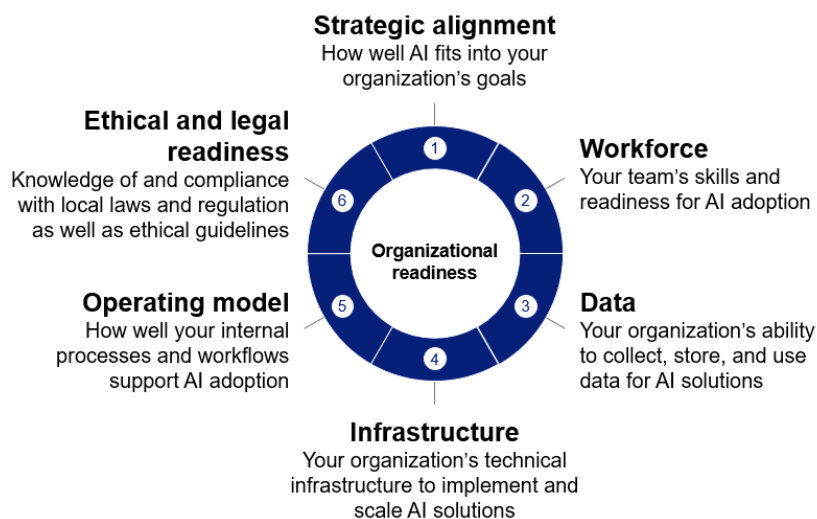 Strategic alignment
How well AI fits into your
organization's goals
1
Workforce
Your team's skills and
readiness for AI adoption
2
Data
Your organization's ability
to collect, store, and use
data for AI solutions
3
Infrastructure
Your organization's technical
infrastructure to implement and
scale AI solutions
4
Operating model
How well your internal
processes and workflows
support AI adoption
5
Ethical and legal
readiness
Knowledge of and compliance
with local laws and regulation
as well as ethical guidelines
6
Organizational
readiness